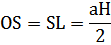 OS = SL = aH/2